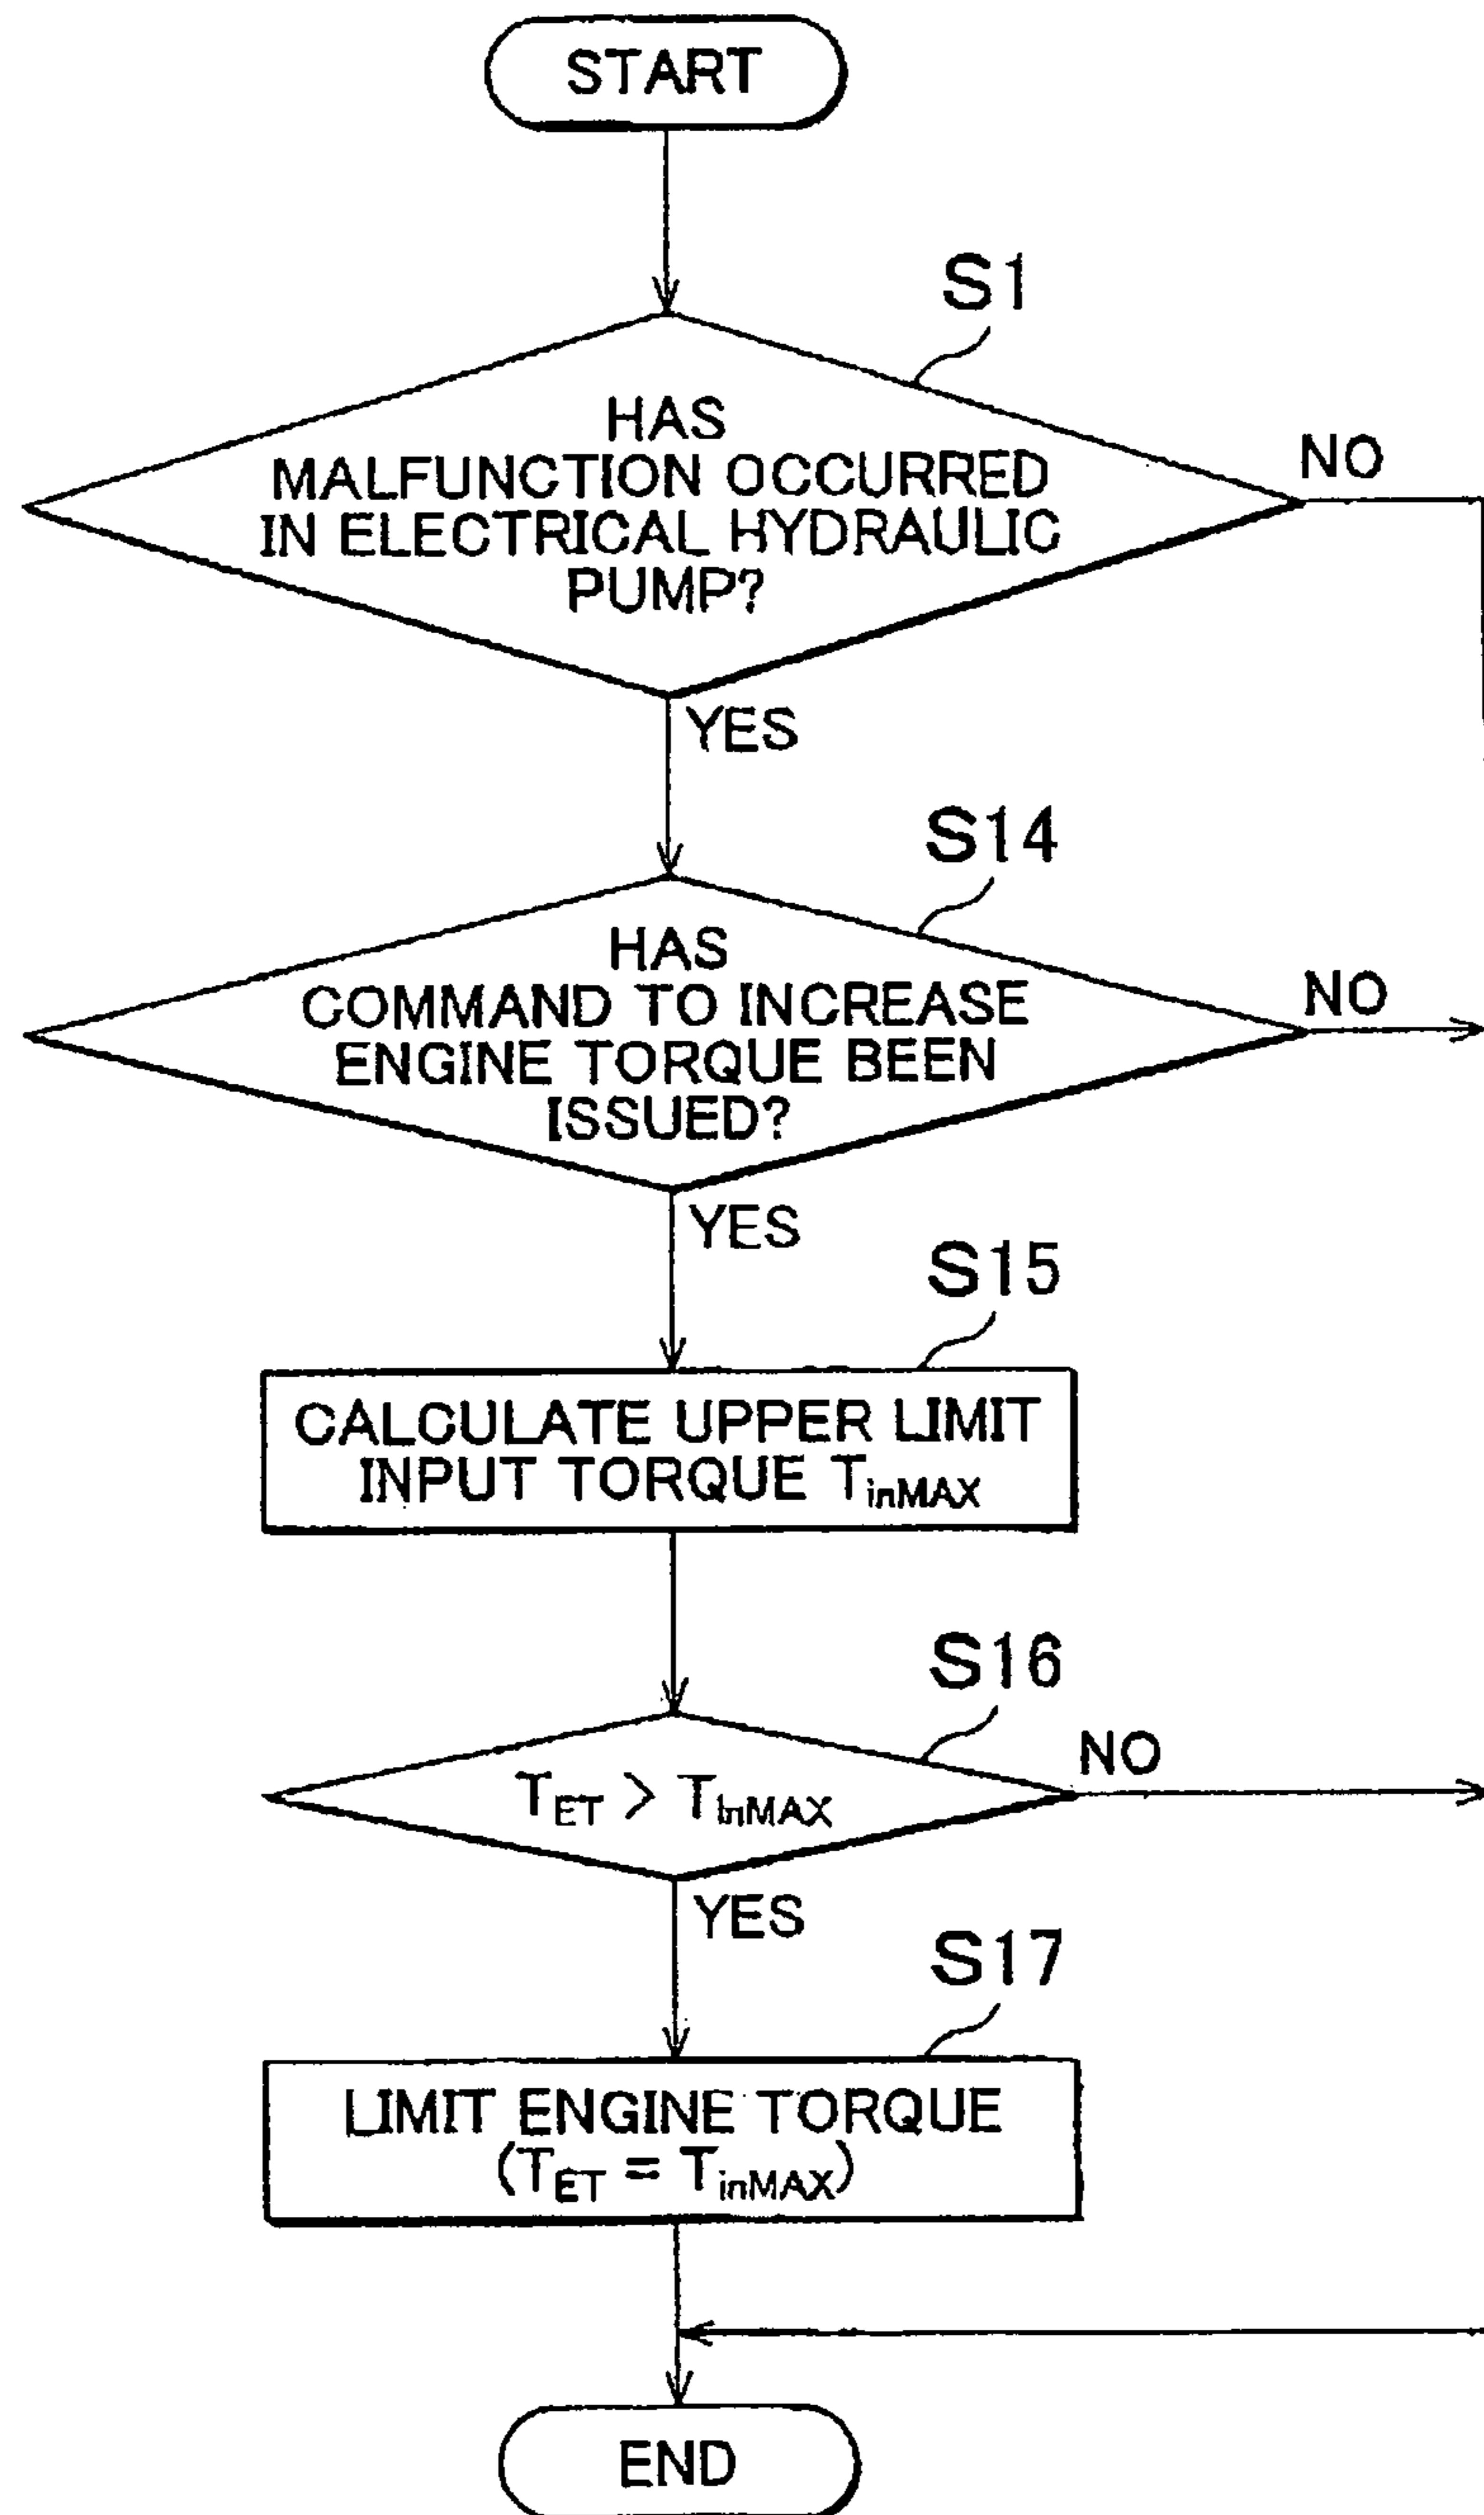 START
S1
HAS
MALFUNCTION OCCURRED
IN ELECTRICAL HYDRAULIC
PUMP?
NO
YES
S14
HAS
COMMAND TO INCREASE
ENGINE TORQUE BEEN
ISSUED?
NO
YES
S15
CALCULATE UPPER LIMIT
INPUT TORQUE TinMAX
S16
TET > TinMAX
NO
YES
S17
LIMIT ENGINE TORQUE
(TET = TinMAX)
END